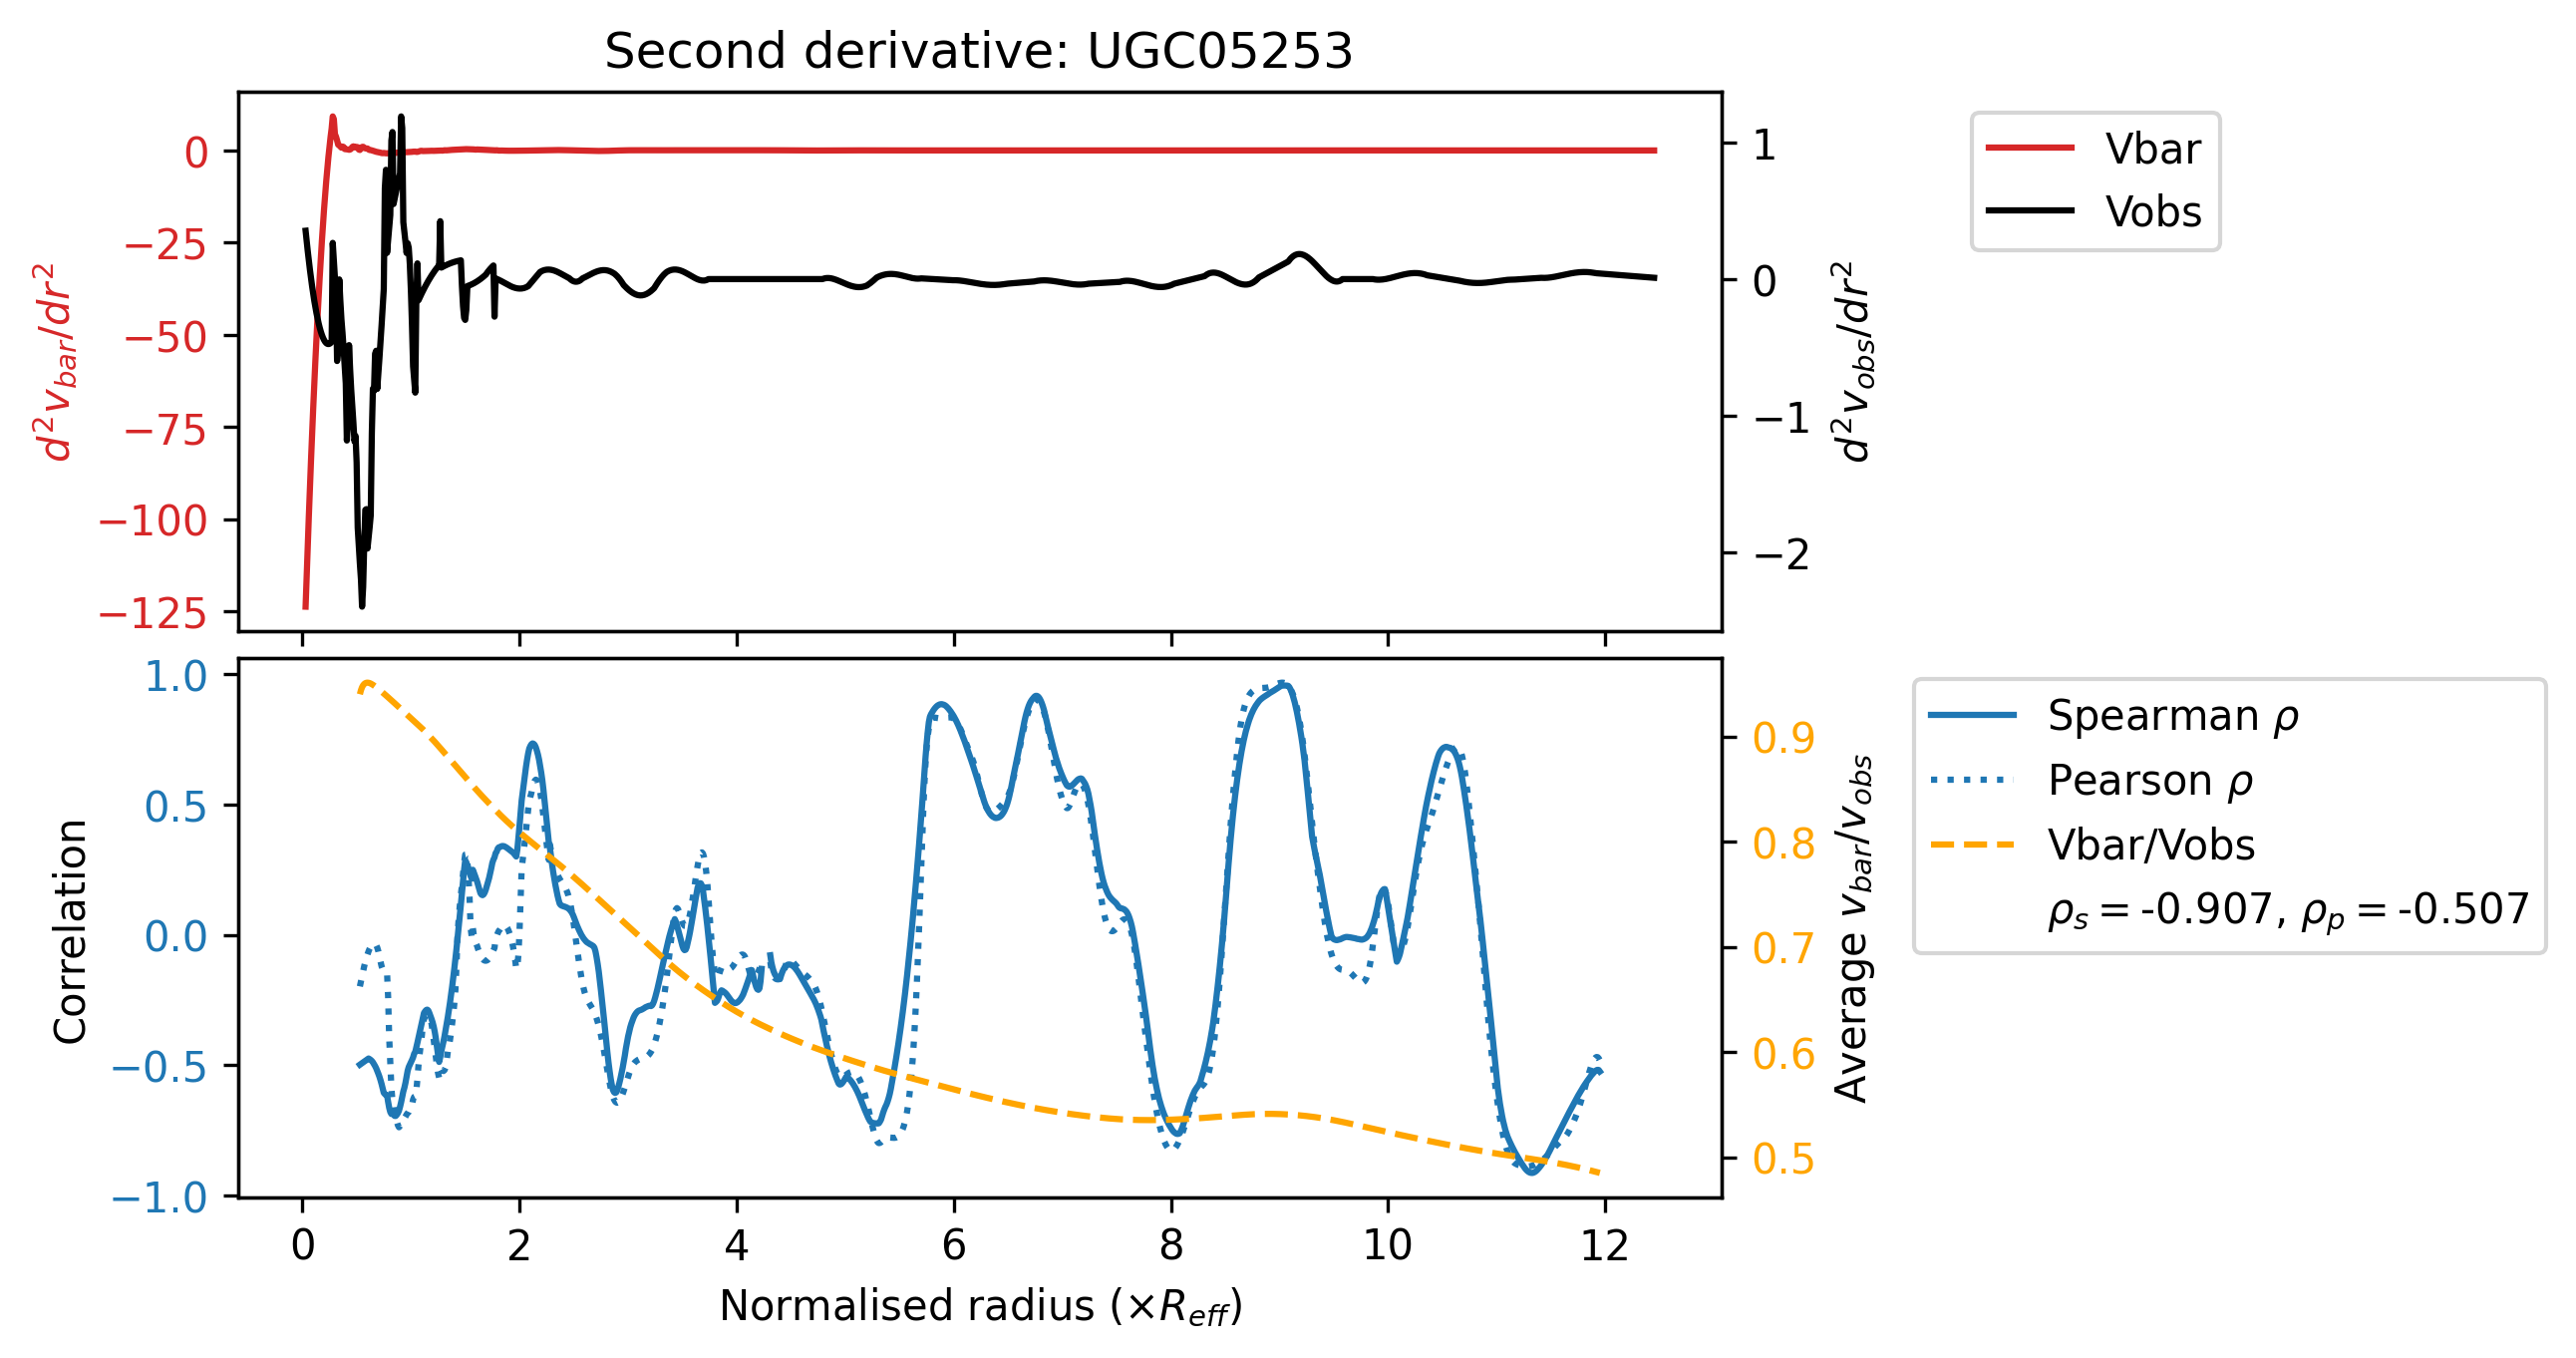 Second derivative: UGC05253
0
−25
−50
−75
−100
−125
d²v_bar/dr²
1
0
−1
−2
d²v_obs/dr²
Vbar
Vobs
1.0
0.5
0.0
−0.5
−1.0
Correlation
0.9
0.8
0.7
0.6
0.5
Average v_bar/v_obs
Spearman ρ
Pearson ρ
Vbar/Vobs
ρ_s = -0.907, ρ_p = -0.507
0 2 4 6 8 10 12
Normalised radius (×R_eff)